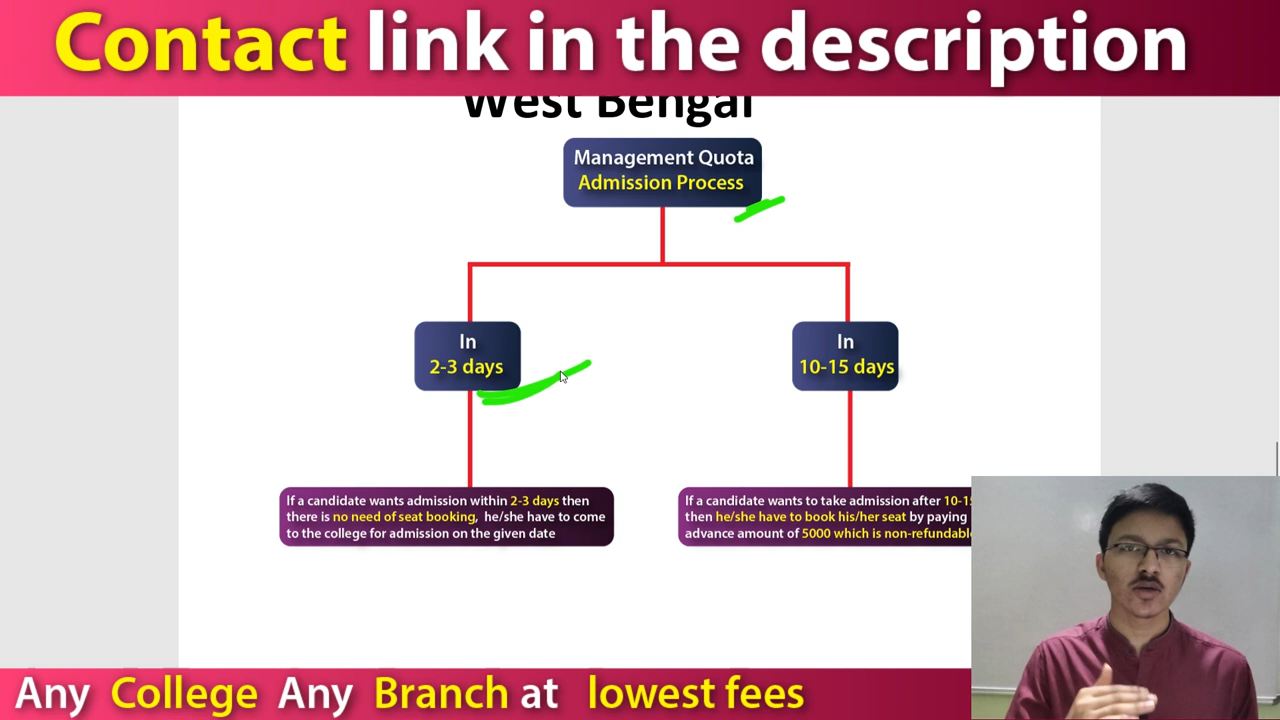 Contact link in the description
West Bengal
Management Quota
Admission Process
In
2-3 days
In
10-15 days
If a candidate wants admission within 2-3 days then
there is no need of seat booking, he/she have to come
to the college for admission on the given date
If a candidate wants to take admission after 10-15
then he/she have to book his/her seat by paying
advance amount of 5000 which is non-refundable
Any College Any Branch at lowest fees